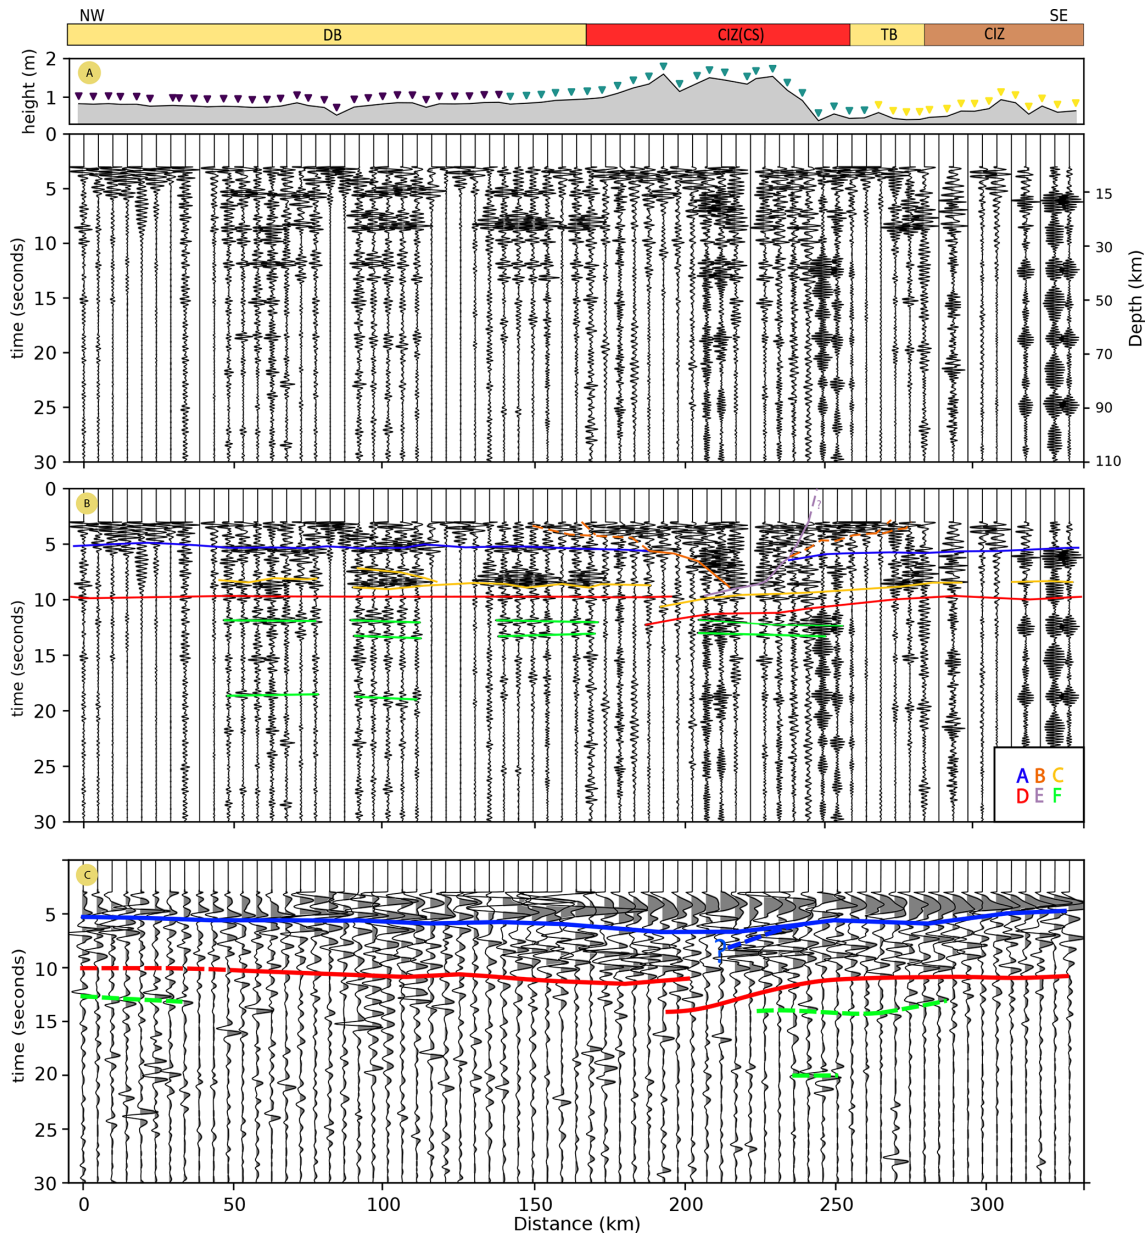 NW SE
DB CIZ(CS) TB CIZ
height (m)
2
1
0
A
time (seconds)
5
10
15
20
25
30
Depth (km)
15
30
50
70
90
110
0
B
I?
time (seconds)
5
10
15
20
25
30
A B C
D E F
C
?
time (seconds)
5
10
15
20
25
30
0 50 100 150 200 250 300
Distance (km)